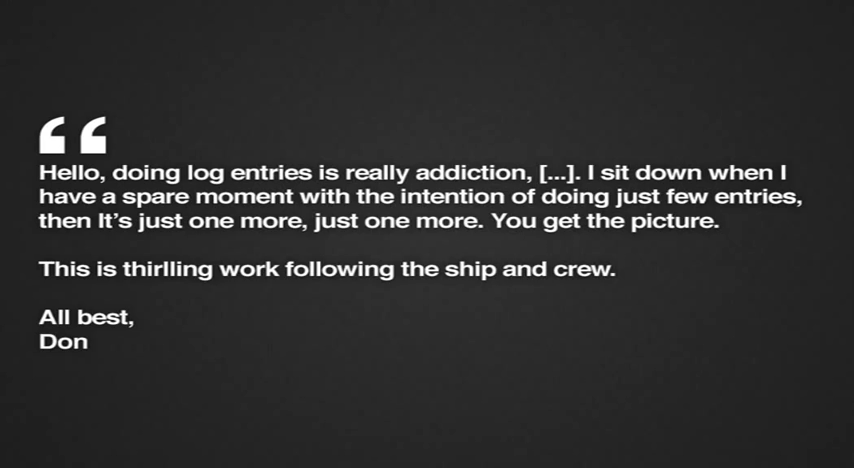 “
Hello, doing log entries is really addiction, [...]. I sit down when I
have a spare moment with the intention of doing just few entries,
then It’s just one more, just one more. You get the picture.
This is thirlling work following the ship and crew.
All best,
Don